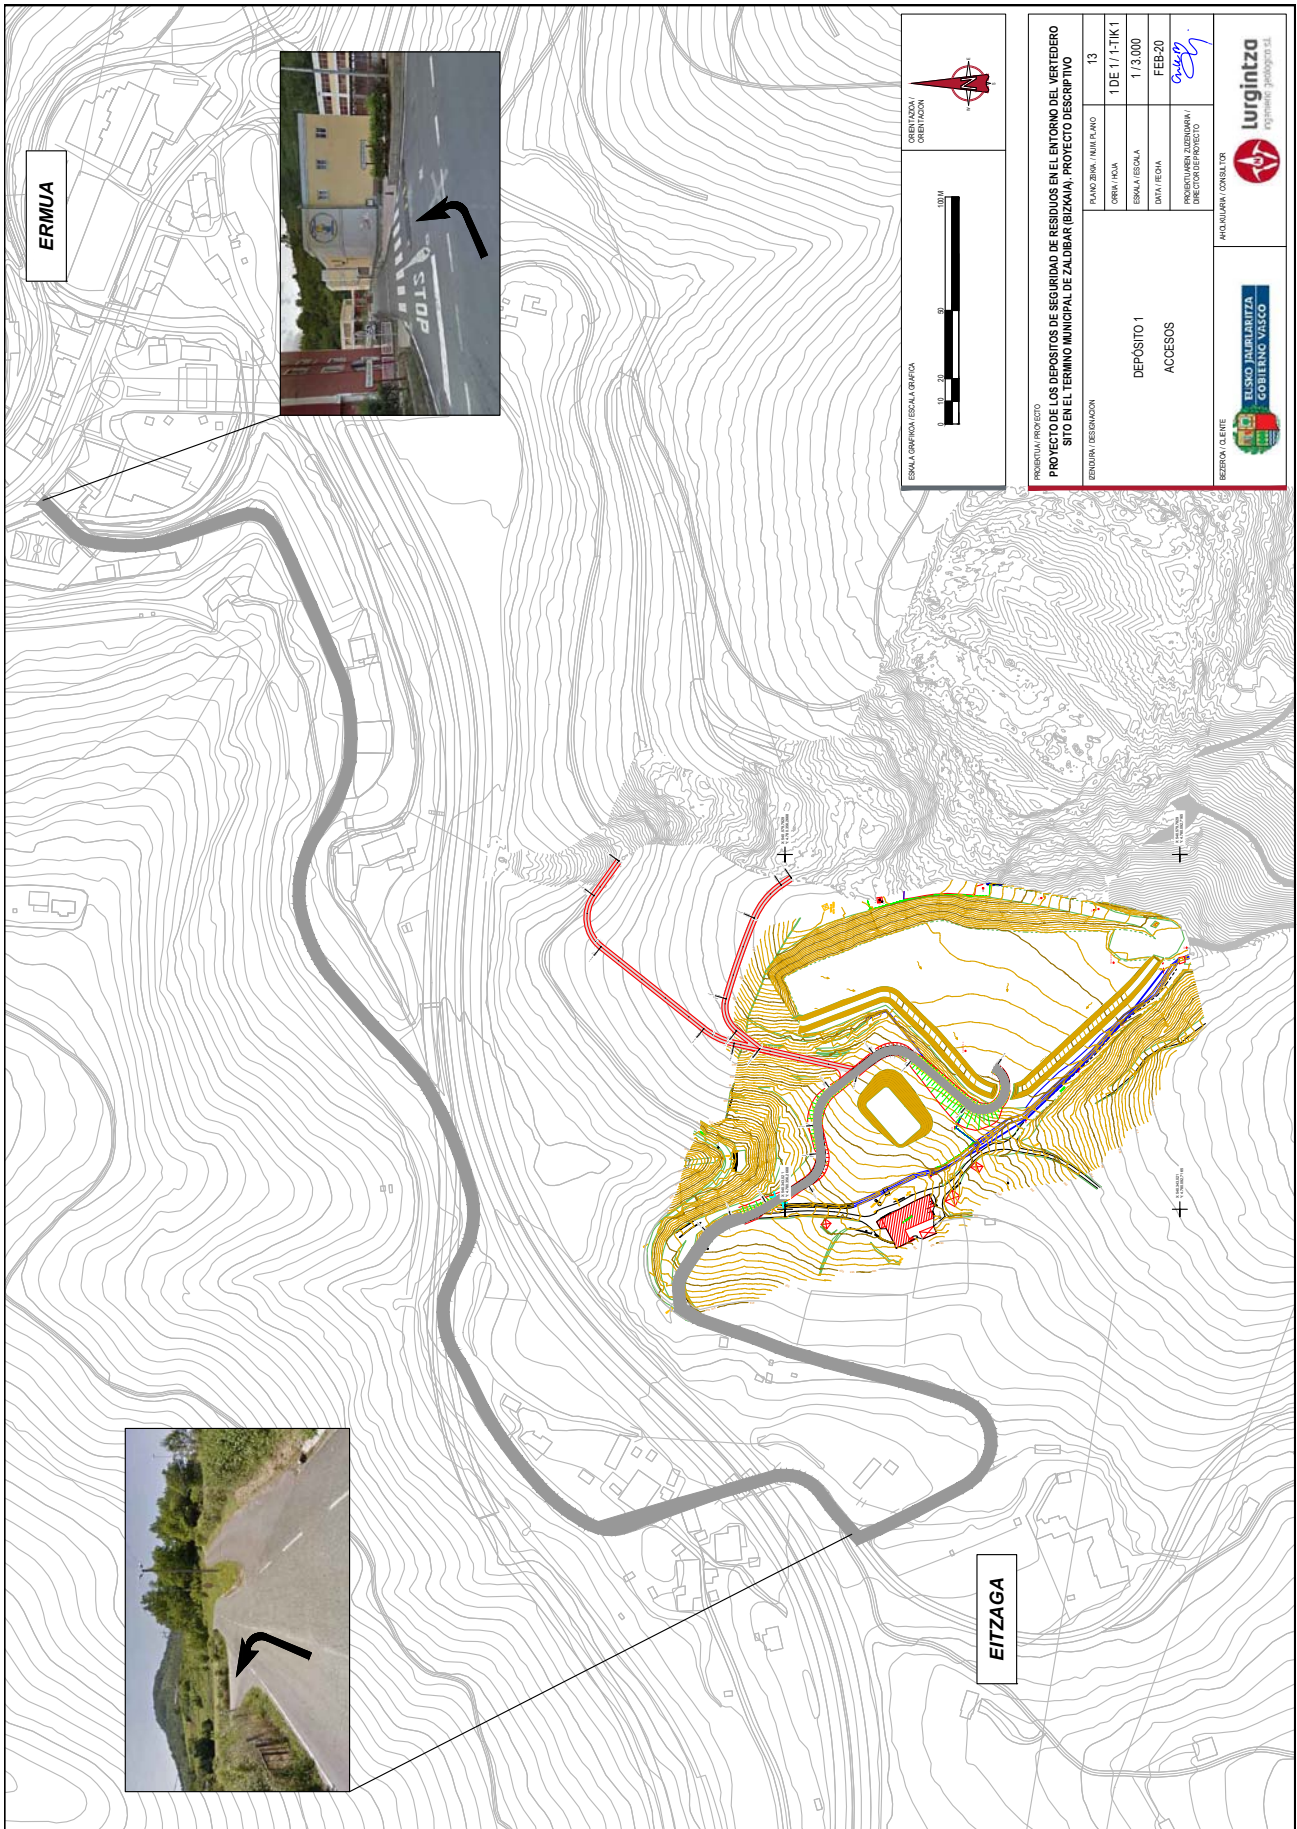 ERMUA
STOP
EITZAGA
ESKALA GRAFIKOA / ESCALA GRAFICA
0 10 20 50 100 M
ORIENTAZIOA /
ORIENTACION
N
PROIEKTUA / PROYECTO
PROYECTO DE LOS DEPOSITOS DE SEGURIDAD DE RESIDUOS EN EL ENTORNO DEL VERTEDERO
SITO EN EL TERMINO MUNICIPAL DE ZALDIBAR (BIZKAIA). PROYECTO DESCRIPTIVO
IZENDURA / DESIGNACION
DEPÓSITO 1
ACCESOS
PLANO ZBKIA. / NUM. PLANO
13
ORRIA / HOJA
1 DE 1 / 1-TIK 1
ESKALA / ESCALA
1 / 3.000
DATA / FECHA
FEB-20
PROIEKTUAREN ZUZENDARIA /
DIRECTOR DE PROYECTO
BEZEROA / CLIENTE
EUSKO JAURLARITZA
GOBIERNO VASCO
AHOLKULARIA / CONSULTOR
Lurgintza
ingeniería geológica s.l.